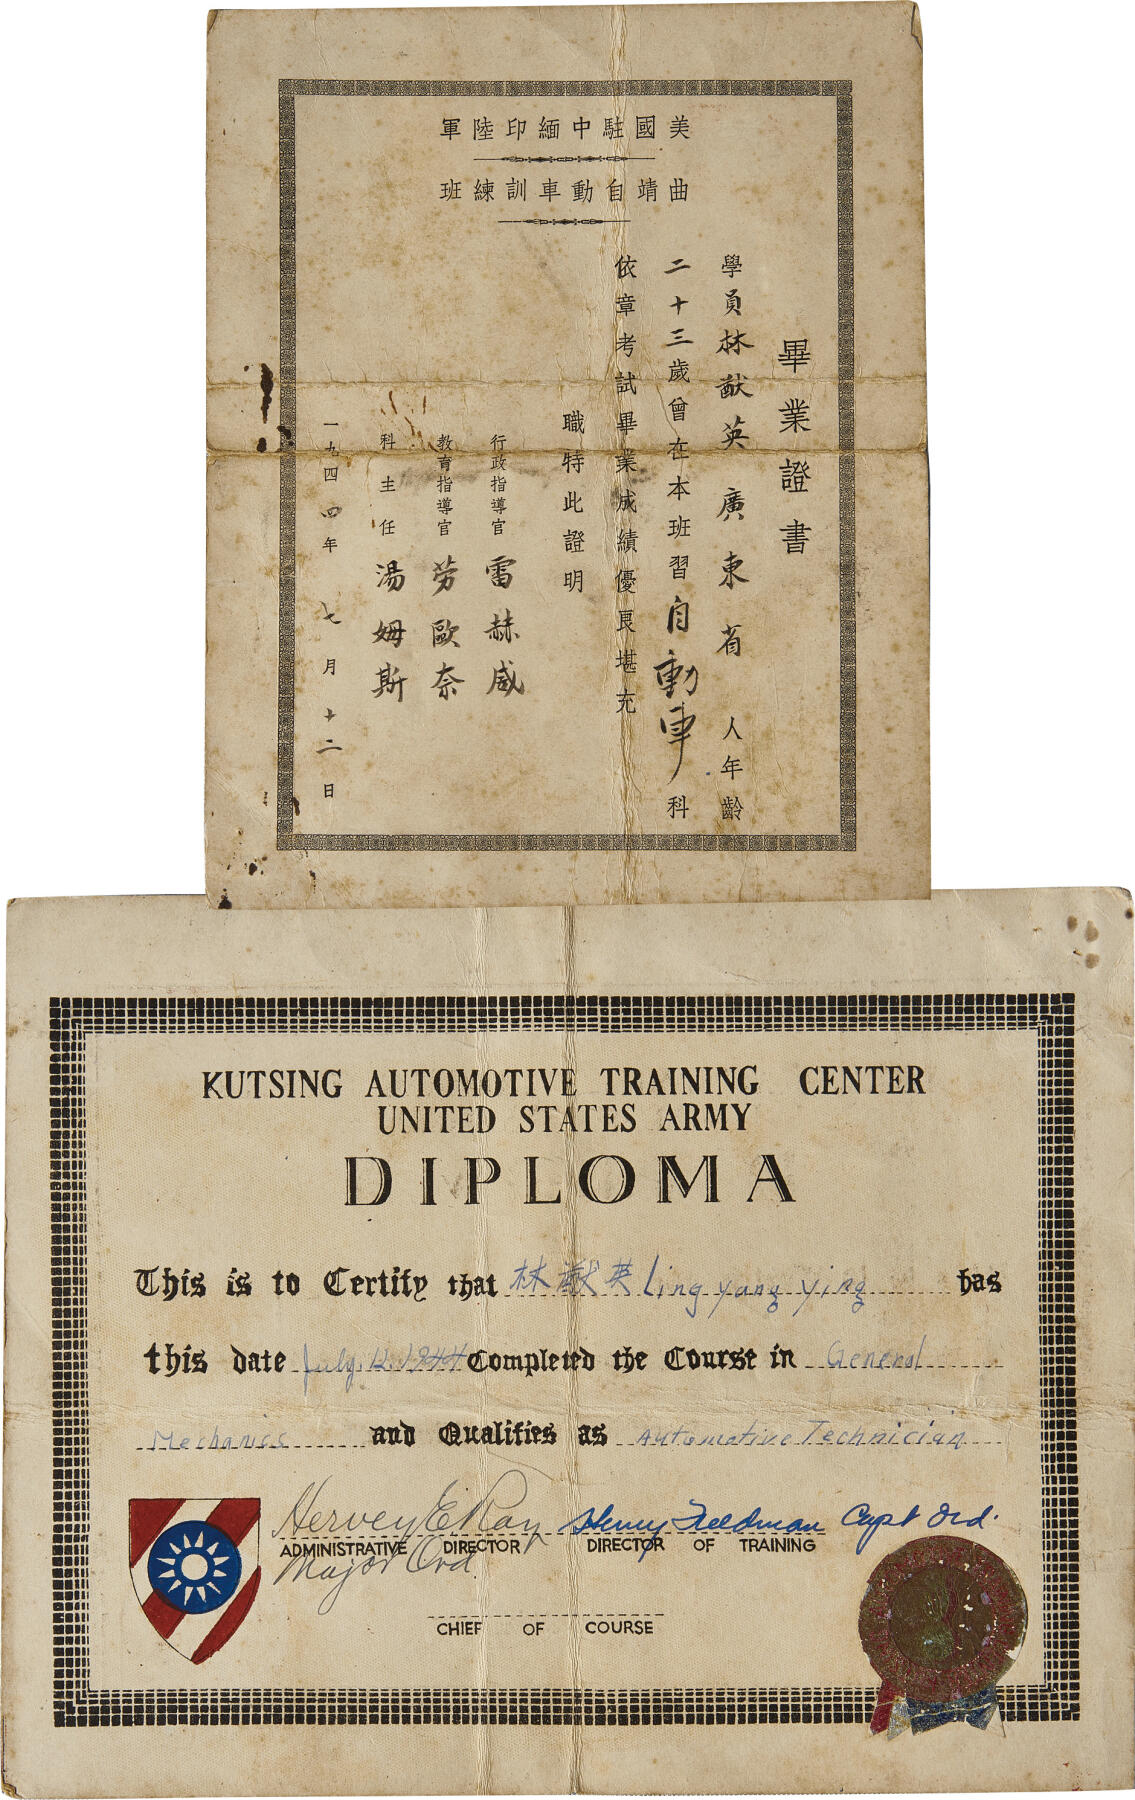 美國駐中緬印陸軍
曲靖自動車訓練班
畢業證書
學員林猷英廣東省人年齡
二十三歲曾在本班習自動車科
依章考試畢業成績優良堪充
職特此證明
行政指導官雷赫威
教育指導官勞歐奈
科主任湯姆斯
一九四四年七月十二日
KUTSING AUTOMOTIVE TRAINING CENTER
UNITED STATES ARMY
DIPLOMA
This is to Certify that 林猷英 Ling yang ying has
this date July 12, 1944 Completed the Course in General
Mechanics and Qualifies as Automotive Technician
Hervey E Ray Henry Freedman Capt Ord.
ADMINISTRATIVE DIRECTOR DIRECTOR OF TRAINING
Major Ord.
CHIEF OF COURSE